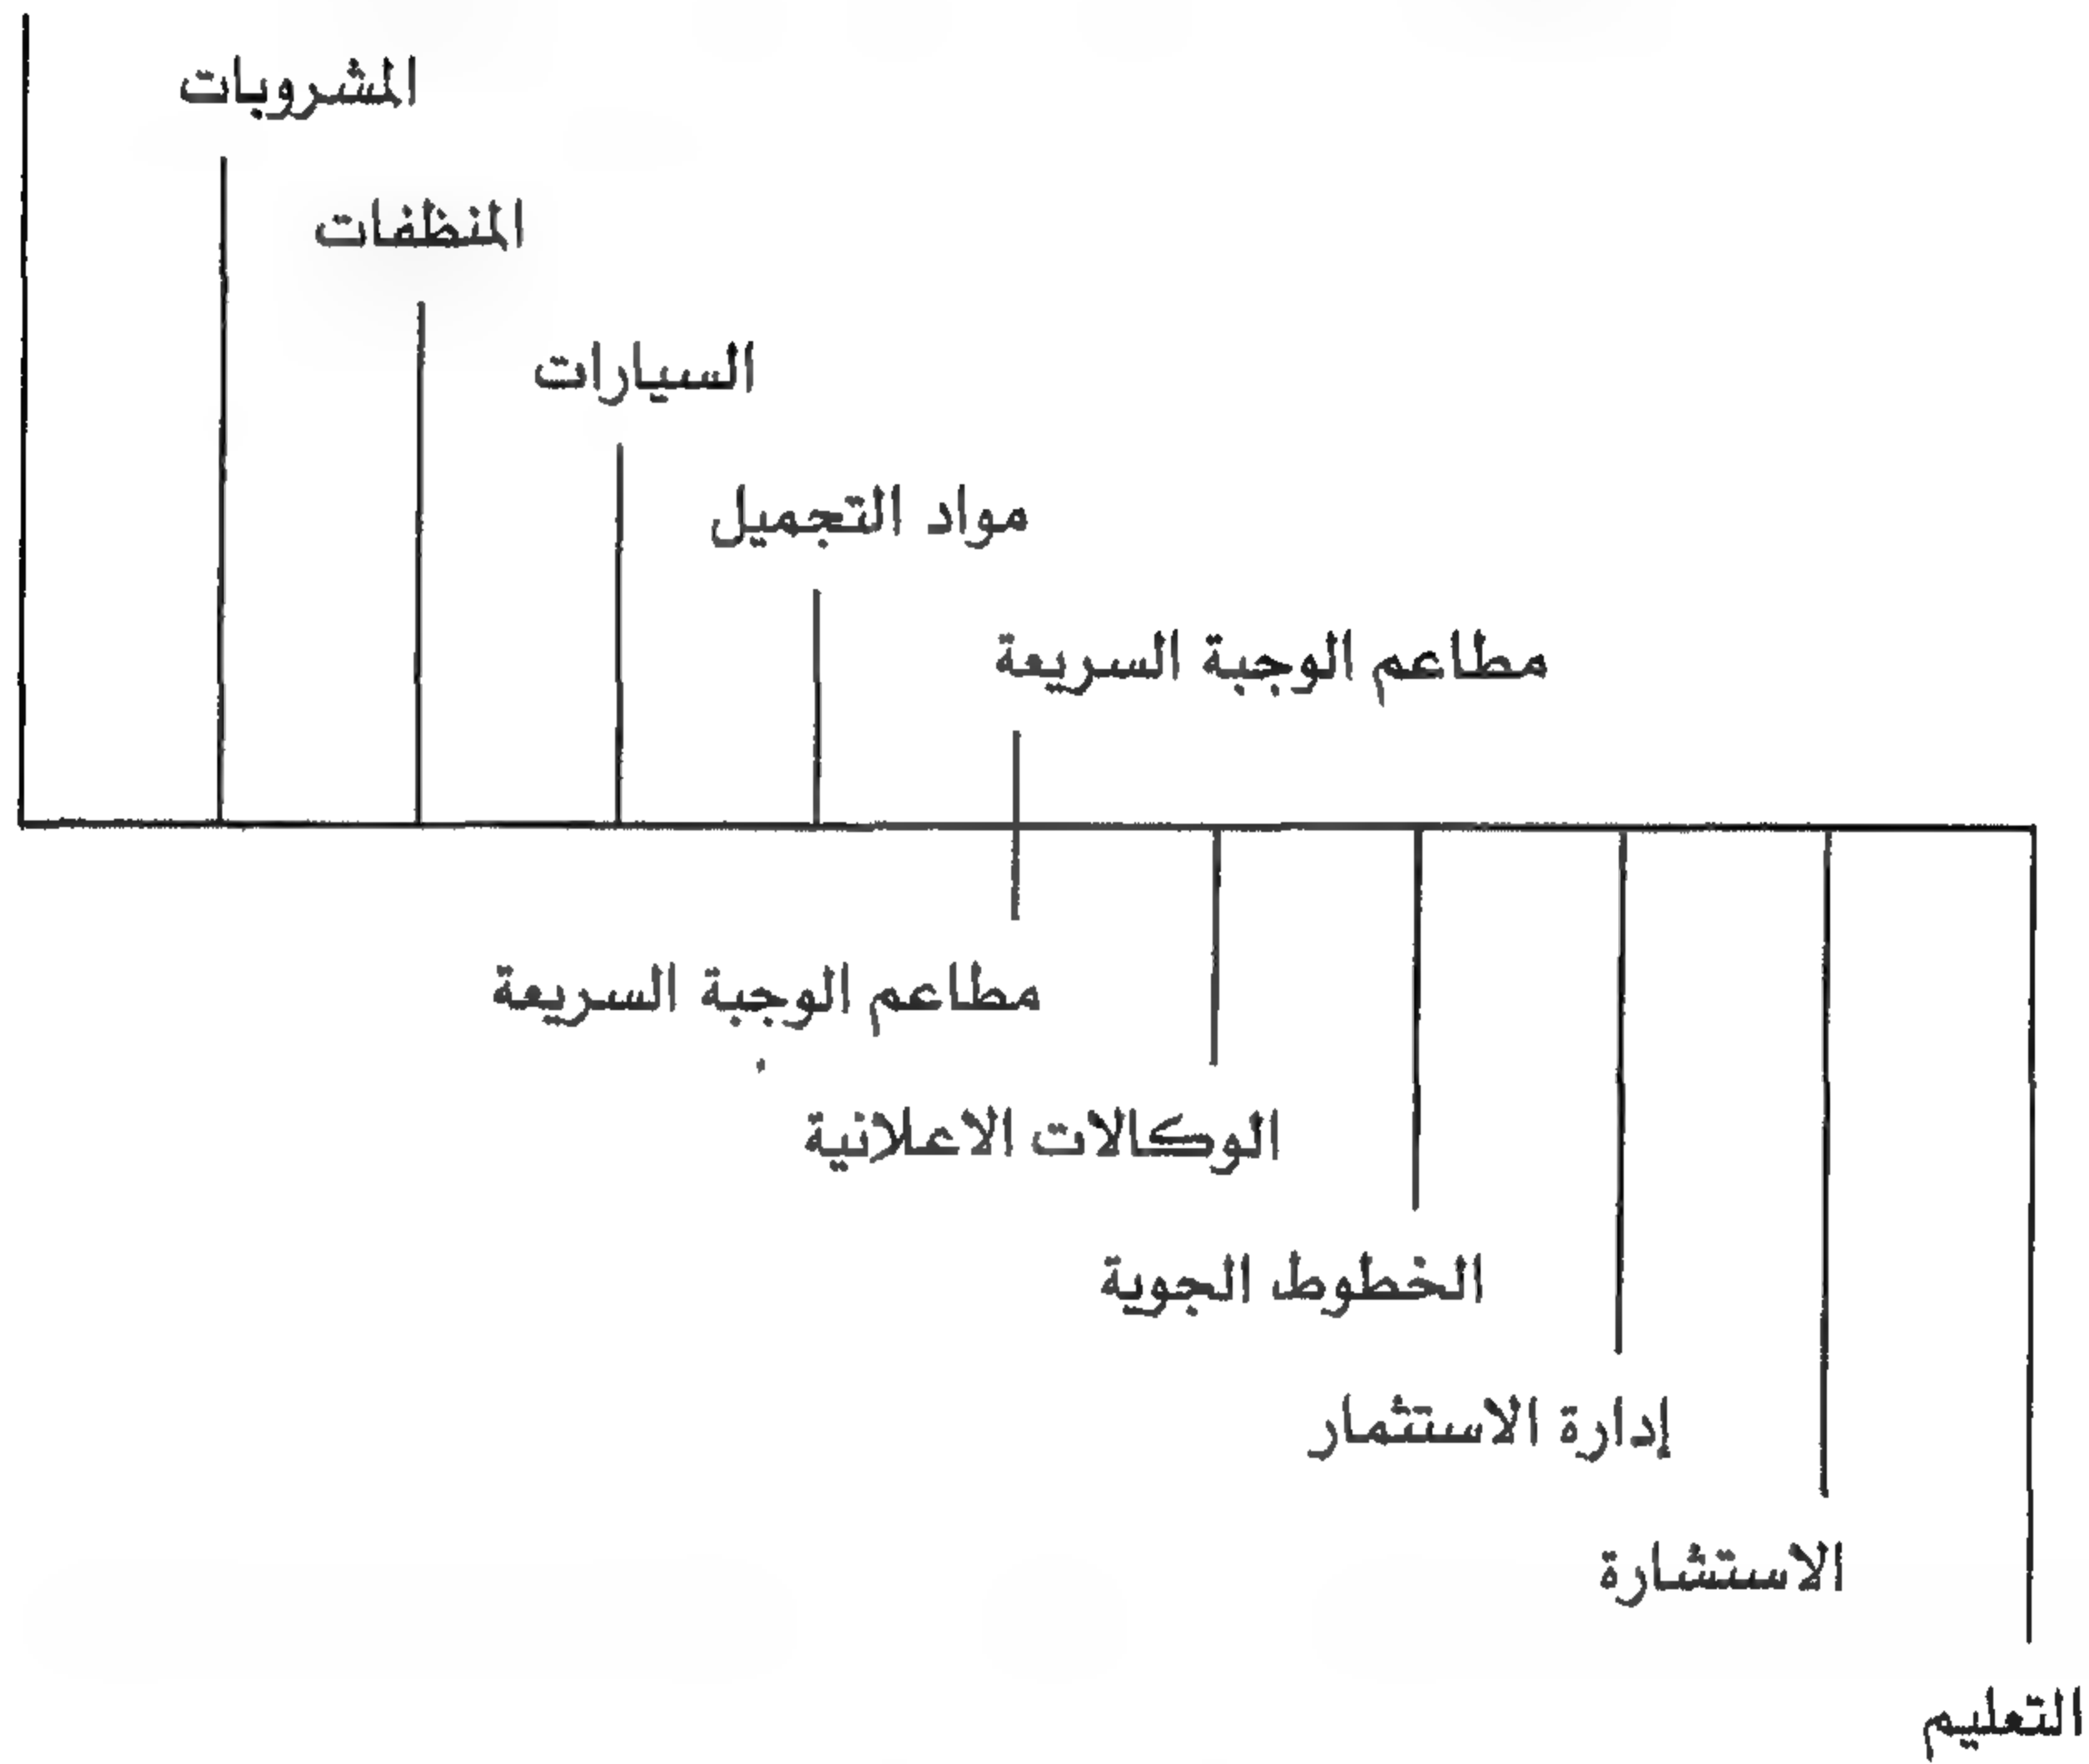 المشروبات
المنظفات
السيارات
مواد التجميل
مطاعم الوجبة السريعة
مطاعم الوجبة السريعة
الوكالات الاعلانية
الخطوط الجوية
إدارة الاستثمار
الاستشارة
التعليم